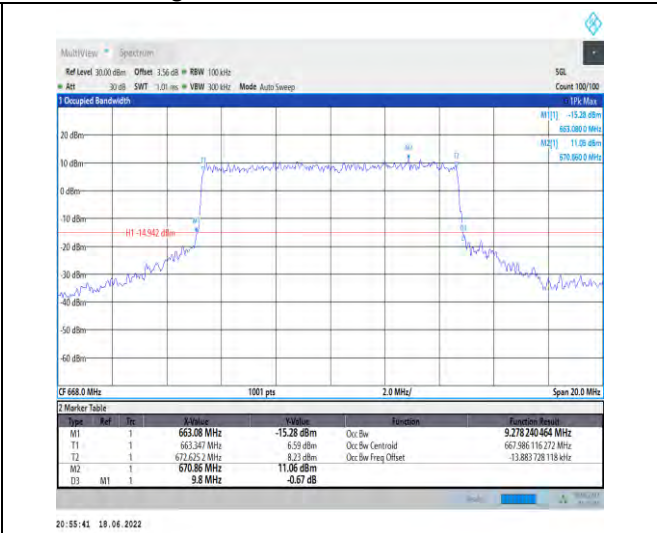 MultiView Spectrum
Ref Level 30.00 dBm Offset 3.56 dB RBW 100 kHz SGL
Att 30 dB SWT 1.01 ms VBW 300 kHz Mode Auto Sweep Count 100/100
1 Occupied Bandwidth 1Pk Max
M1[1] -15.28 dBm
663.080 0 MHz
M2[1] 11.06 dBm
670.860 0 MHz
20 dBm
10 dBm
0 dBm
-10 dBm
H1 -14.942 dBm
-20 dBm
-30 dBm
-40 dBm
-50 dBm
-60 dBm
CF 668.0 MHz 1001 pts 2.0 MHz/ Span 20.0 MHz
2 Marker Table
Type Ref Trc X-Value Y-Value Function Function Result
M1 1 663.08 MHz -15.28 dBm Occ Bw 9.278 240 464 MHz
T1 1 663.347 MHz 6.59 dBm Occ Bw Centroid 667.986 116 272 MHz
T2 1 672.625 2 MHz 8.23 dBm Occ Bw Freq Offset -13.883 728 118 kHz
M2 1 670.86 MHz 11.06 dBm
D3 M1 1 9.8 MHz -0.67 dB
20:55:41 18.06.2022